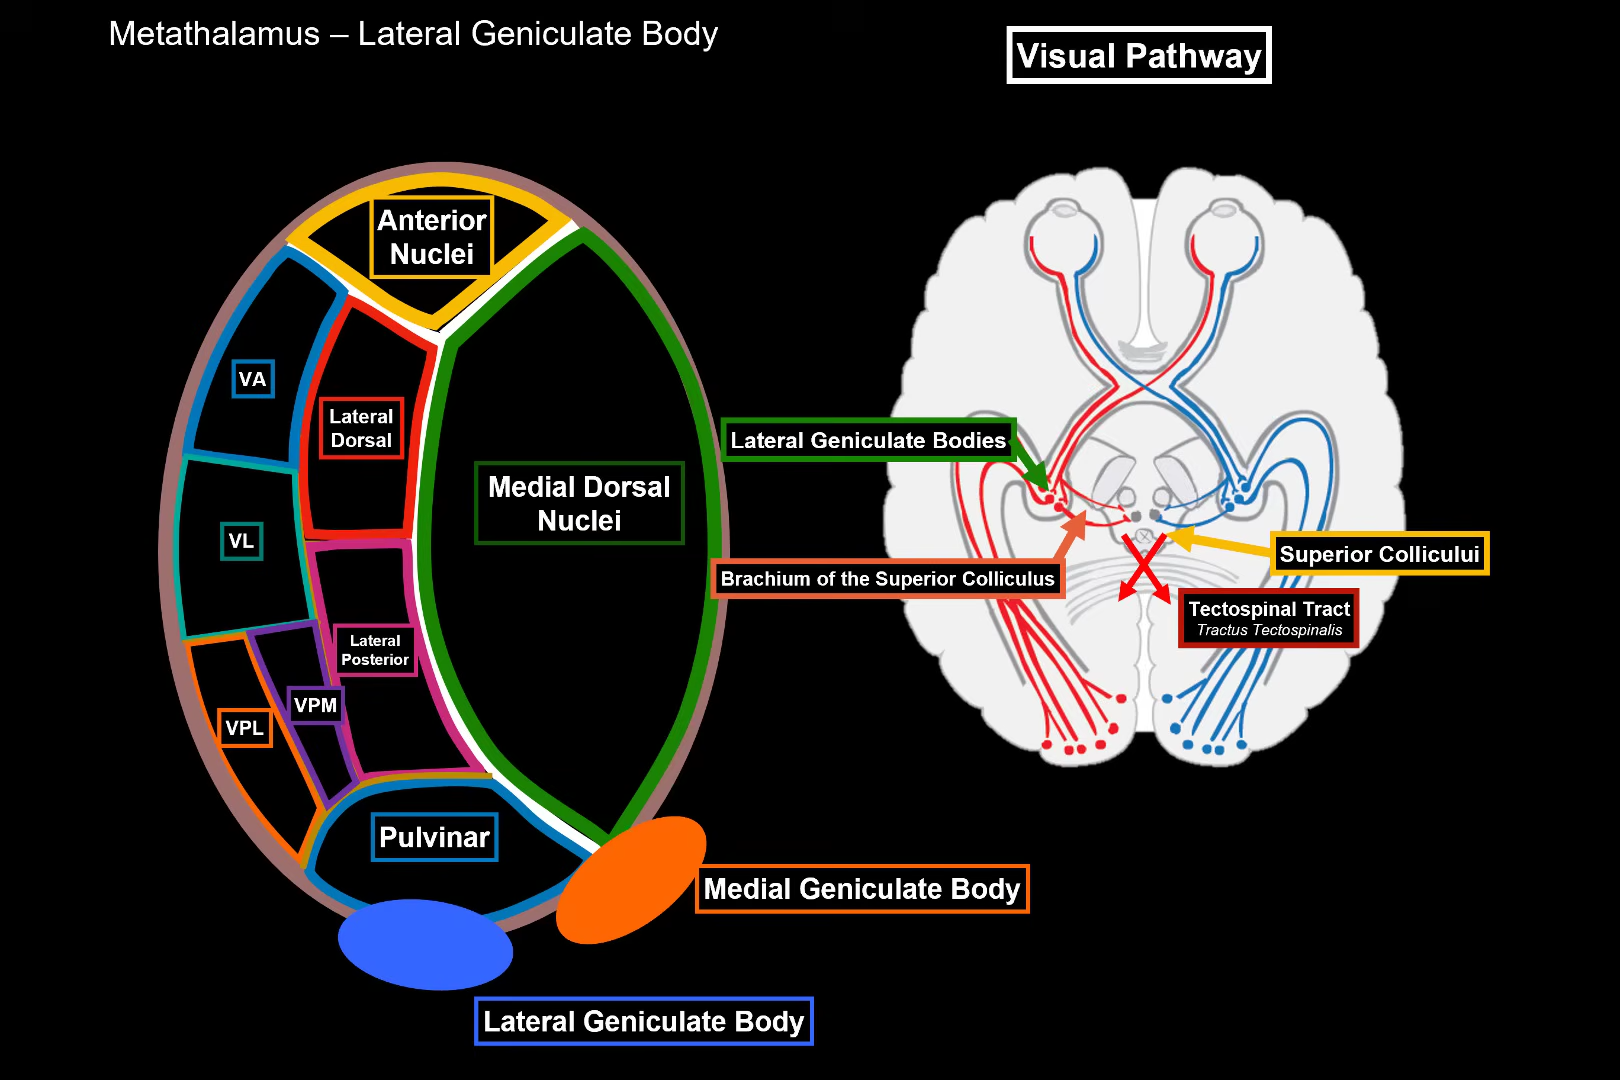 Metathalamus – Lateral Geniculate Body
Visual Pathway
Anterior
Nuclei
VA
Lateral
Dorsal
Medial Dorsal
Nuclei
VL
Lateral
Posterior
VPM
VPL
Pulvinar
Medial Geniculate Body
Lateral Geniculate Body
Lateral Geniculate Bodies
Brachium of the Superior Colliculus
Superior Collicului
Tectospinal Tract
Tractus Tectospinalis